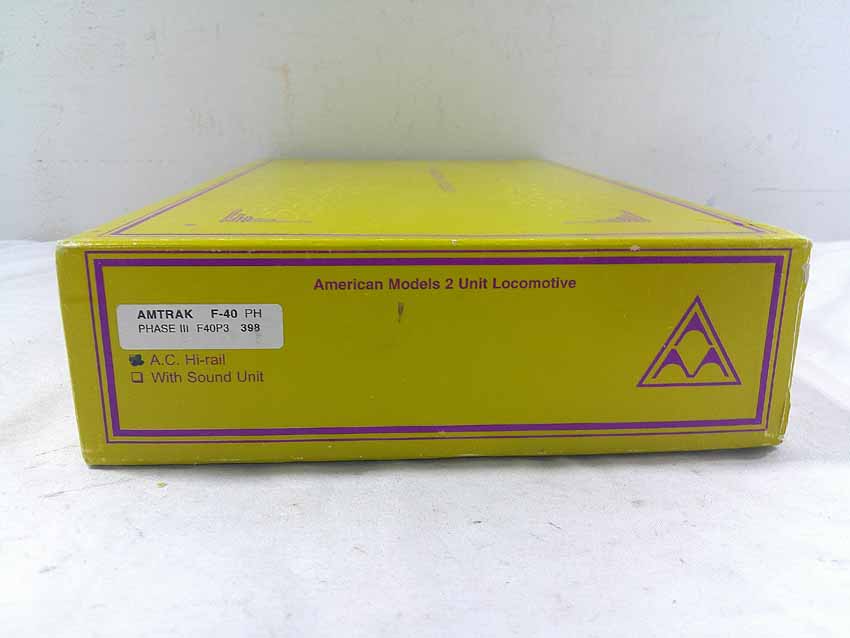 American Models 2 Unit Locomotive
AMTRAK F-40 PH
PHASE III F40P3 398
A.C. Hi-rail
With Sound Unit